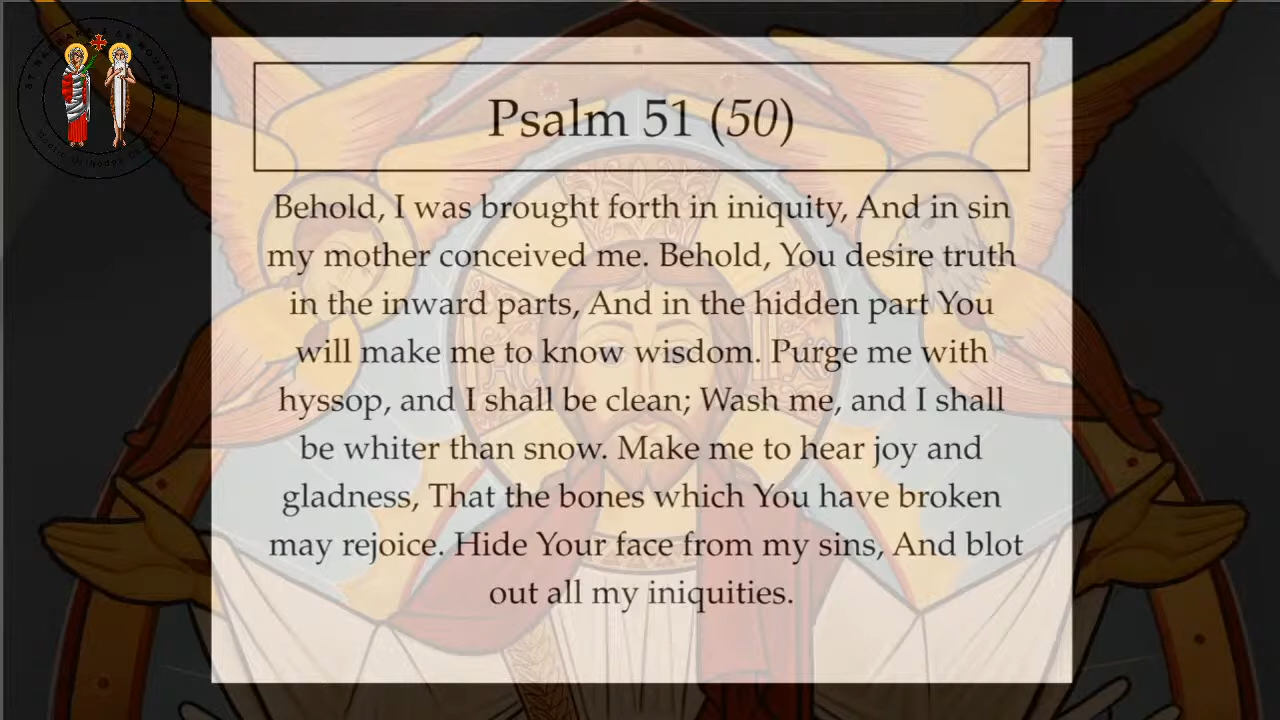 Psalm 51 (50)
Behold, I was brought forth in iniquity, And in sin
my mother conceived me. Behold, You desire truth
in the inward parts, And in the hidden part You
will make me to know wisdom. Purge me with
hyssop, and I shall be clean; Wash me, and I shall
be whiter than snow. Make me to hear joy and
gladness, That the bones which You have broken
may rejoice. Hide Your face from my sins, And blot
out all my iniquities.